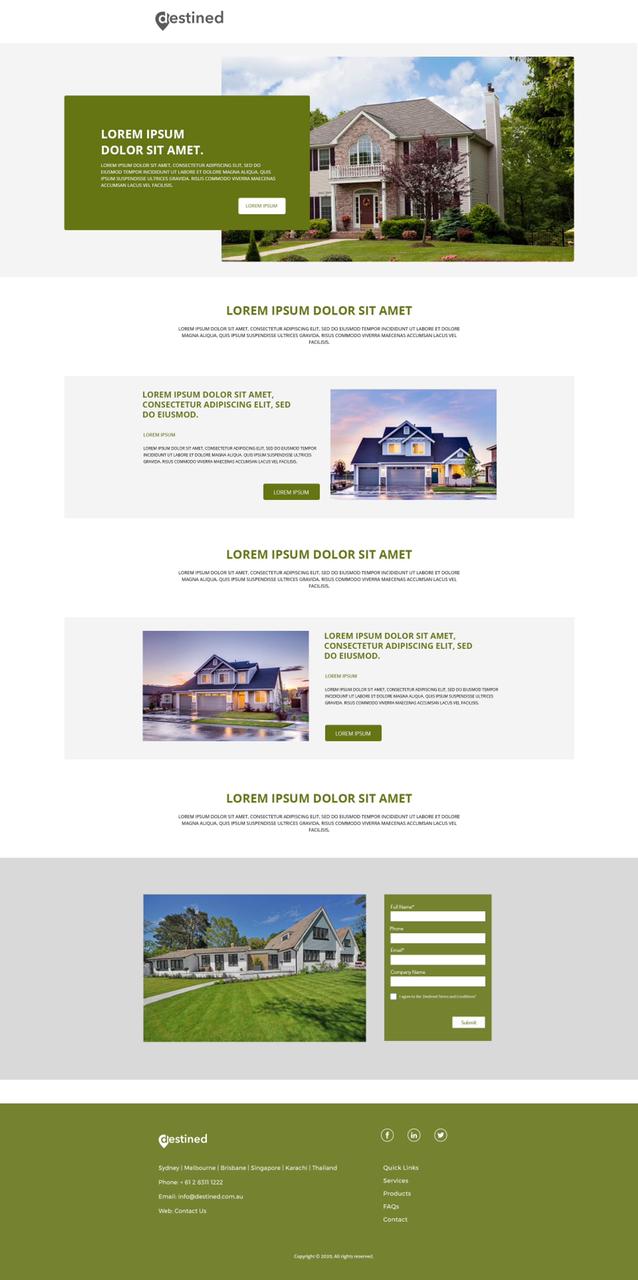 destined
LOREM IPSUM
DOLOR SIT AMET.
LOREM IPSUM DOLOR SIT AMET, CONSECTETUR ADIPISCING ELIT, SED DO
EIUSMOD TEMPOR INCIDIDUNT UT LABORE ET DOLORE MAGNA ALIQUA. QUIS
IPSUM SUSPENDISSE ULTRICES GRAVIDA. RISUS COMMODO VIVERRA MAECENAS
ACCUMSAN LACUS VEL FACILISIS.
LOREM IPSUM
LOREM IPSUM DOLOR SIT AMET
LOREM IPSUM DOLOR SIT AMET, CONSECTETUR ADIPISCING ELIT, SED DO EIUSMOD TEMPOR INCIDIDUNT UT LABORE ET DOLORE
MAGNA ALIQUA. QUIS IPSUM SUSPENDISSE ULTRICES GRAVIDA. RISUS COMMODO VIVERRA MAECENAS ACCUMSAN LACUS VEL
FACILISIS.
LOREM IPSUM DOLOR SIT AMET,
CONSECTETUR ADIPISCING ELIT, SED
DO EIUSMOD.
LOREM IPSUM
LOREM IPSUM DOLOR SIT AMET, CONSECTETUR ADIPISCING ELIT, SED DO EIUSMOD TEMPOR
INCIDIDUNT UT LABORE ET DOLORE MAGNA ALIQUA. QUIS IPSUM SUSPENDISSE ULTRICES
GRAVIDA. RISUS COMMODO VIVERRA MAECENAS ACCUMSAN LACUS VEL FACILISIS.
LOREM IPSUM
LOREM IPSUM DOLOR SIT AMET
LOREM IPSUM DOLOR SIT AMET, CONSECTETUR ADIPISCING ELIT, SED DO EIUSMOD TEMPOR INCIDIDUNT UT LABORE ET DOLORE
MAGNA ALIQUA. QUIS IPSUM SUSPENDISSE ULTRICES GRAVIDA. RISUS COMMODO VIVERRA MAECENAS ACCUMSAN LACUS VEL
FACILISIS.
LOREM IPSUM DOLOR SIT AMET,
CONSECTETUR ADIPISCING ELIT, SED
DO EIUSMOD.
LOREM IPSUM
LOREM IPSUM DOLOR SIT AMET, CONSECTETUR ADIPISCING ELIT, SED DO EIUSMOD TEMPOR
INCIDIDUNT UT LABORE ET DOLORE MAGNA ALIQUA. QUIS IPSUM SUSPENDISSE ULTRICES
GRAVIDA. RISUS COMMODO VIVERRA MAECENAS ACCUMSAN LACUS VEL FACILISIS.
LOREM IPSUM
LOREM IPSUM DOLOR SIT AMET
LOREM IPSUM DOLOR SIT AMET, CONSECTETUR ADIPISCING ELIT, SED DO EIUSMOD TEMPOR INCIDIDUNT UT LABORE ET DOLORE
MAGNA ALIQUA. QUIS IPSUM SUSPENDISSE ULTRICES GRAVIDA. RISUS COMMODO VIVERRA MAECENAS ACCUMSAN LACUS VEL
FACILISIS.
Full Name*
Phone
Email*
Company Name
I agree to the Destined Terms and Conditions*
Submit
destined
Sydney | Melbourne | Brisbane | Singapore | Karachi | Thailand
Phone: + 61 2 8311 1222
Email: info@destined.com.au
Web: Contact Us
Quick Links
Services
Products
FAQs
Contact
Copyright © 2020, All rights reserved.